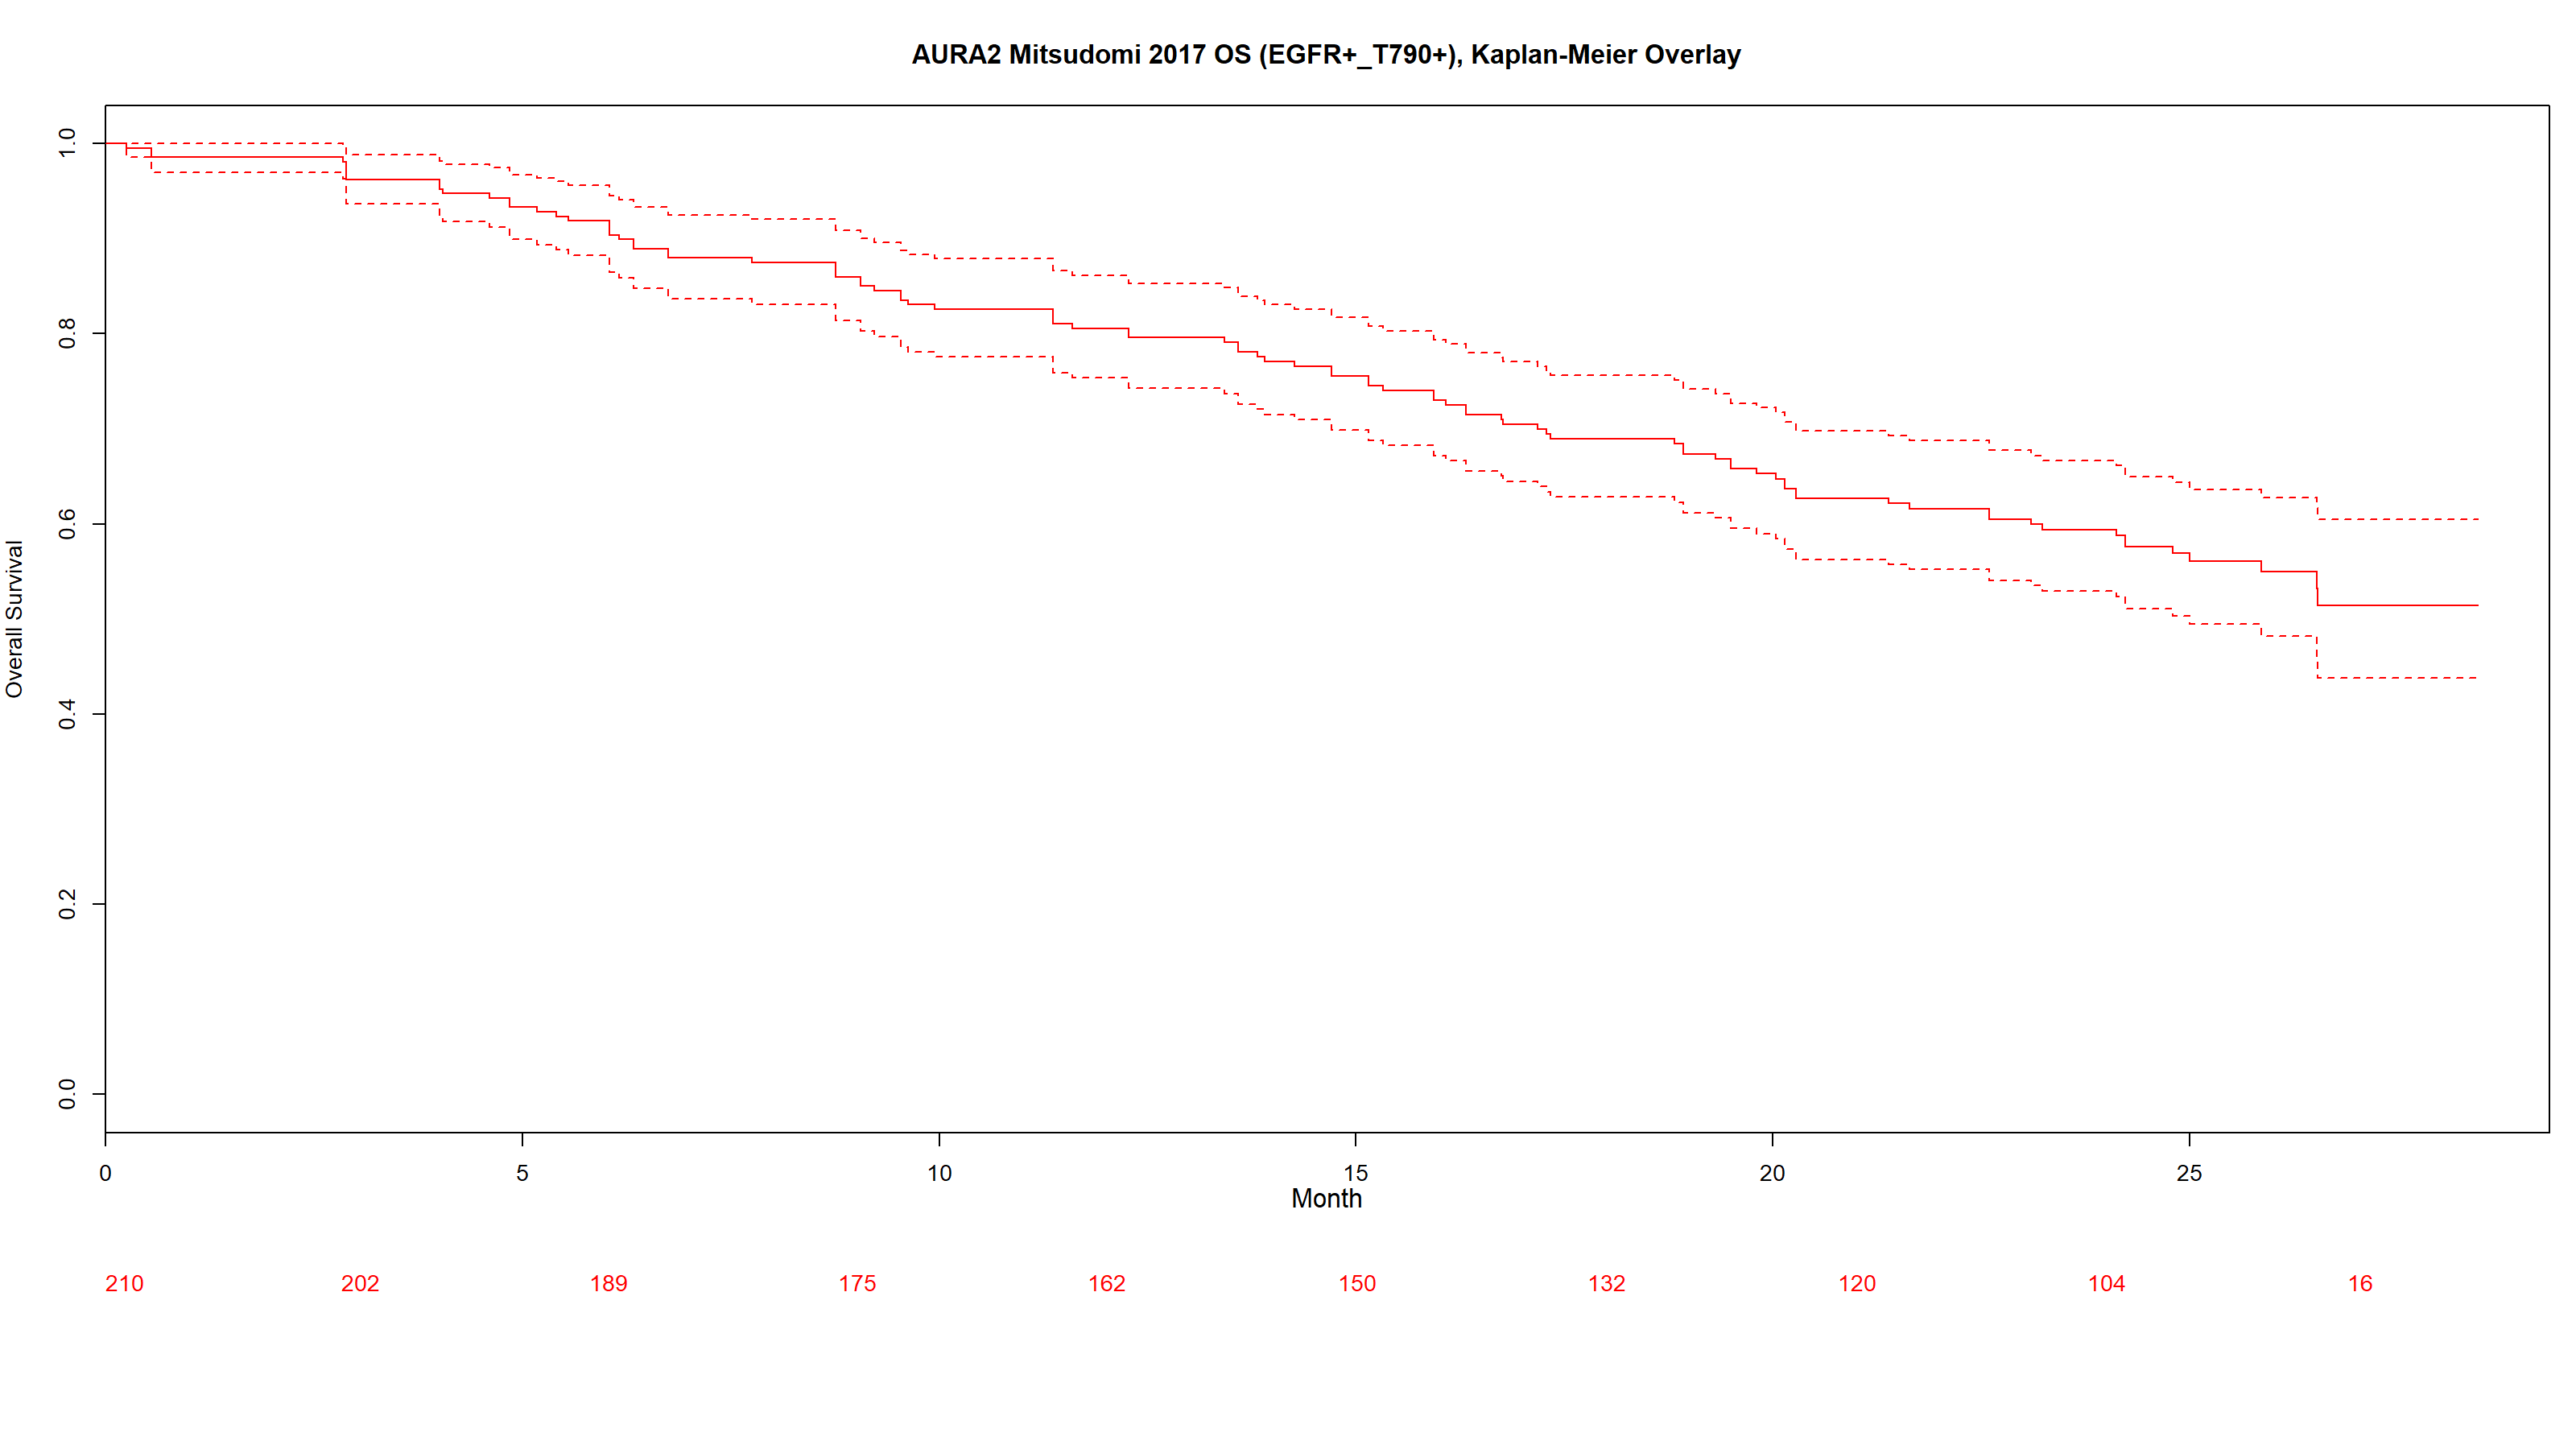 AURA2 Mitsudomi 2017 OS (EGFR+_T790+), Kaplan-Meier Overlay
Overall Survival
1.0
0.8
0.6
0.4
0.2
0.0
0 5 10 15 20 25
Month
210 202 189 175 162 150 132 120 104 16